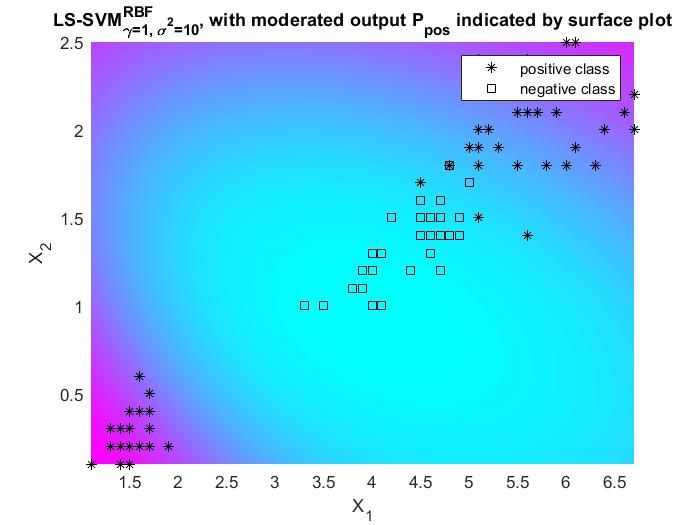 LS-SVM^RBF_γ=1, σ²=10, with moderated output P_pos indicated by surface plot
2.5
positive class
negative class
2
1.5
X_2
1
0.5
1.5 2 2.5 3 3.5 4 4.5 5 5.5 6 6.5
X_1